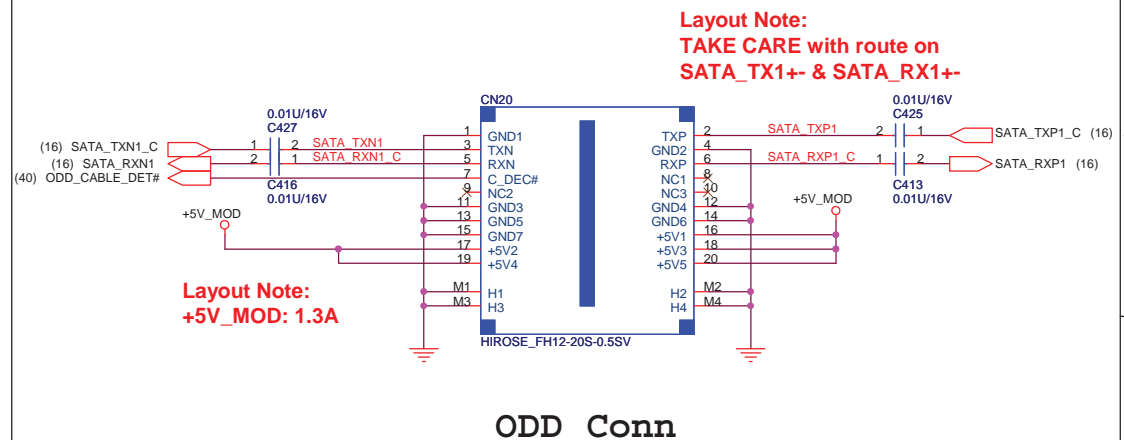 Layout Note:
TAKE CARE with route on
SATA_TX1+- & SATA_RX1+-
CN20
0.01U/16V
C427
0.01U/16V
C425
(16) SATA_TXN1_C
1 2 SATA_TXN1
1 GND1
3 TXN
TXP 2
SATA_TXP1
2 1
SATA_TXP1_C (16)
(16) SATA_RXN1
2 1 SATA_RXN1_C
5 RXN
GND2 4
RXP 6
SATA_RXP1_C
1 2
SATA_RXP1 (16)
(40) ODD_CABLE_DET#
7 C_DEC#
NC1 8
C416
0.01U/16V
C413
0.01U/16V
9 NC2
NC3 10
+5V_MOD
11 GND3
GND4 12
+5V_MOD
13 GND5
GND6 14
15 GND7
+5V1 16
17 +5V2
+5V3 18
19 +5V4
+5V5 20
Layout Note:
+5V_MOD: 1.3A
M1 H1
H2 M2
M3 H3
H4 M4
HIROSE_FH12-20S-0.5SV
ODD Conn